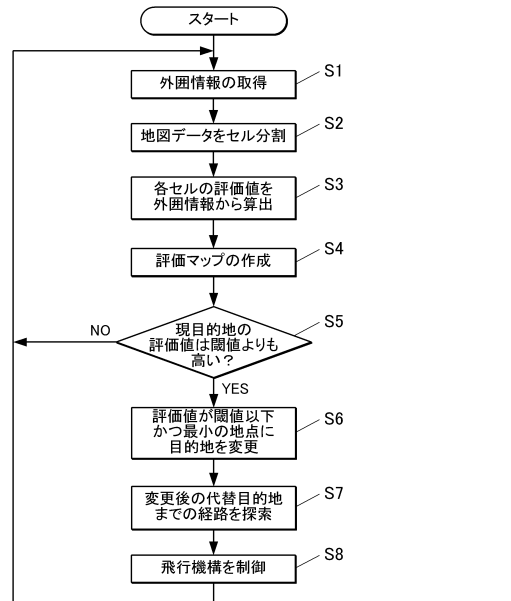 スタート
外囲情報の取得
S1
地図データをセル分割
S2
各セルの評価値を
外囲情報から算出
S3
評価マップの作成
S4
現目的地の
評価値は閾値よりも
高い？
S5
NO
YES
評価値が閾値以下
かつ最小の地点に
目的地を変更
S6
変更後の代替目的地
までの経路を探索
S7
飛行機構を制御
S8